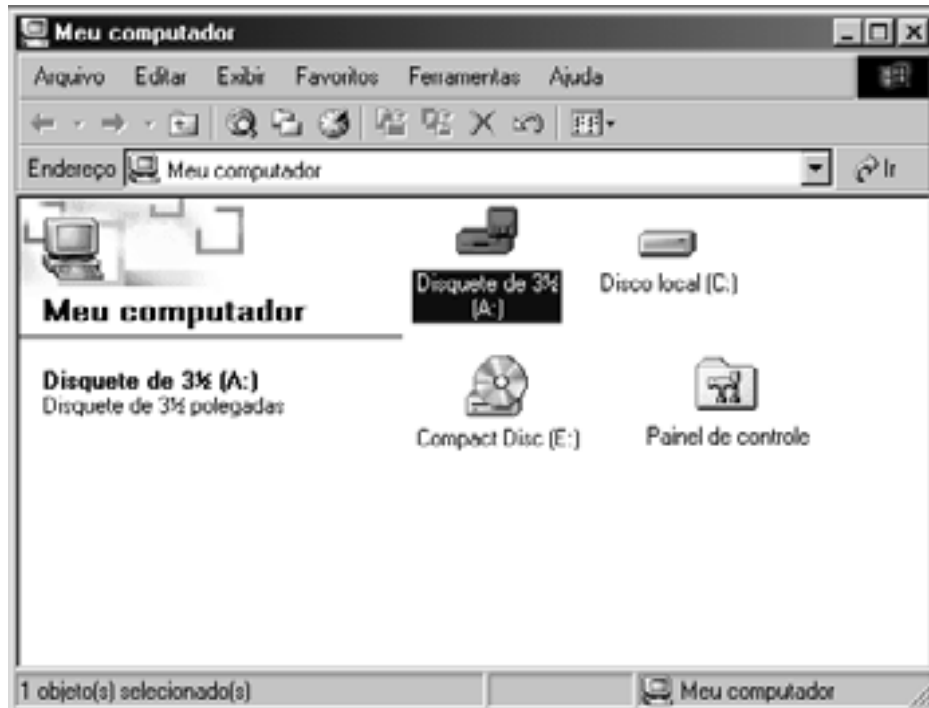 Meu computador
Arquivo Editar Exibir Favoritos Ferramentas Ajuda
Endereço Meu computador Ir
Meu computador
Disquete de 3½ (A:)
Disquete de 3½ polegadas
Disquete de 3½
(A:)
Disco local (C:)
Compact Disc (E:)
Painel de controle
1 objeto(s) selecionado(s) Meu computador